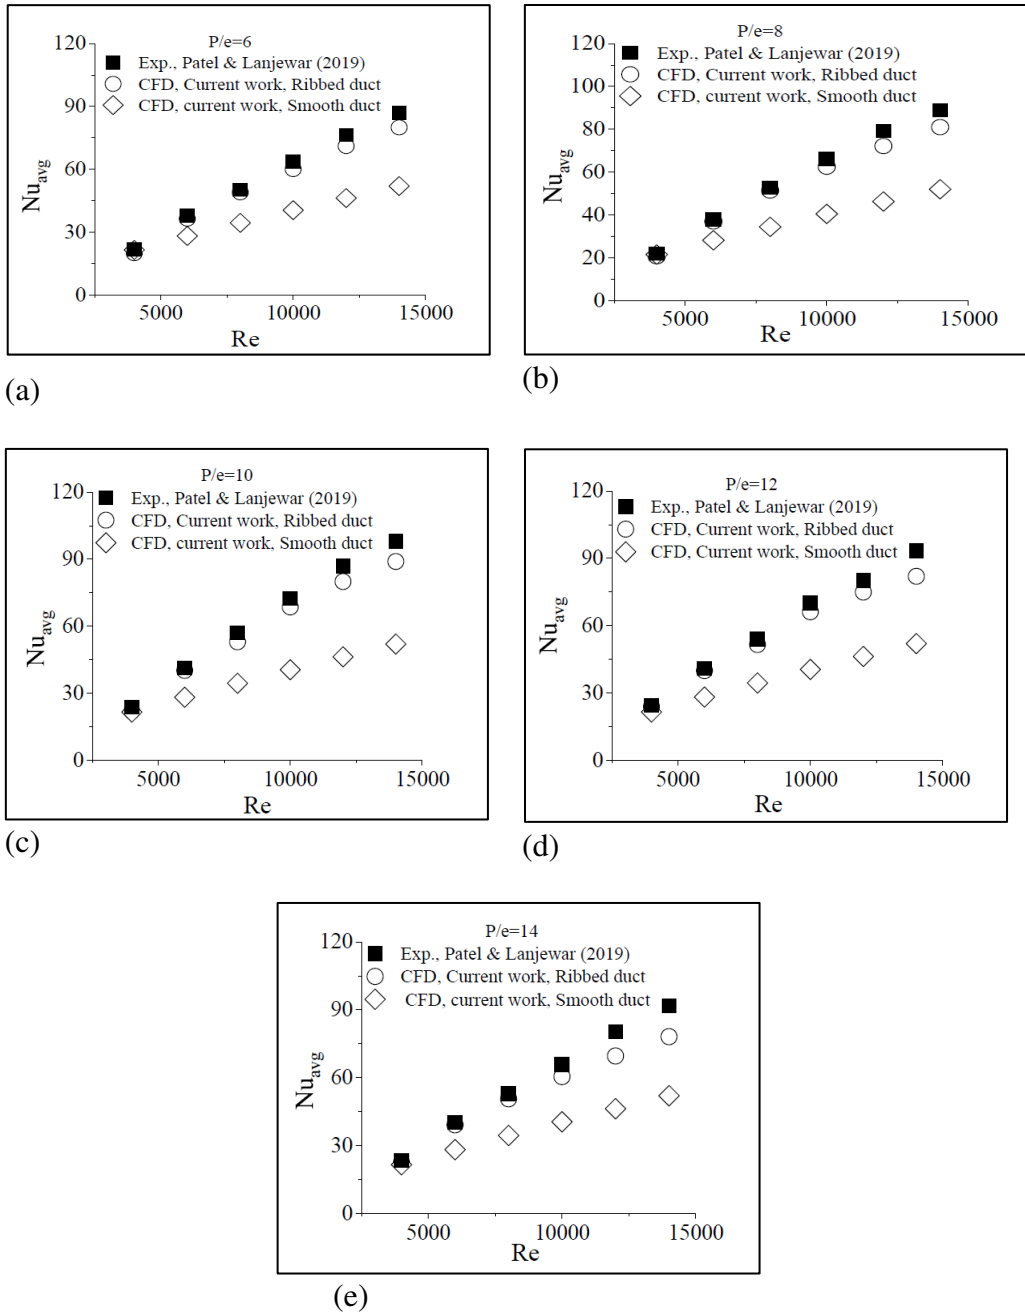 P/e=6
Exp., Patel & Lanjewar (2019)
CFD, Current work, Ribbed duct
CFD, current work, Smooth duct
120
90
60
30
0
Nuavg
5000 10000 15000
Re
(a)
P/e=8
Exp., Patel & Lanjewar (2019)
CFD, Current work, Ribbed duct
CFD, current work, Smooth duct
120
100
80
60
40
20
0
Nuavg
5000 10000 15000
Re
(b)
P/e=10
Exp., Patel & Lanjewar (2019)
CFD, Current work, Ribbed duct
CFD, current work, Smooth duct
120
90
60
30
0
Nuavg
5000 10000 15000
Re
(c)
P/e=12
Exp., Patel & Lanjewar (2019)
CFD, Current work, Ribbed duct
CFD, Current work, Smooth duct
120
90
60
30
0
Nuavg
5000 10000 15000
Re
(d)
P/e=14
Exp., Patel & Lanjewar (2019)
CFD, Current work, Ribbed duct
CFD, current work, Smooth duct
120
90
60
30
0
Nuavg
5000 10000 15000
Re
(e)